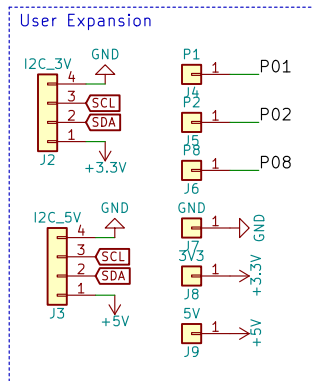 User Expansion
I2C_3V
GND
4
3
SCL
2
SDA
1
J2
+3.3V
I2C_5V
GND
4
3
SCL
2
SDA
1
J3
+5V
P1
1
P01
J4
P2
1
P02
J5
P8
1
P08
J6
GND
1
GND
J7
3V3
1
+3.3V
J8
5V
1
+5V
J9